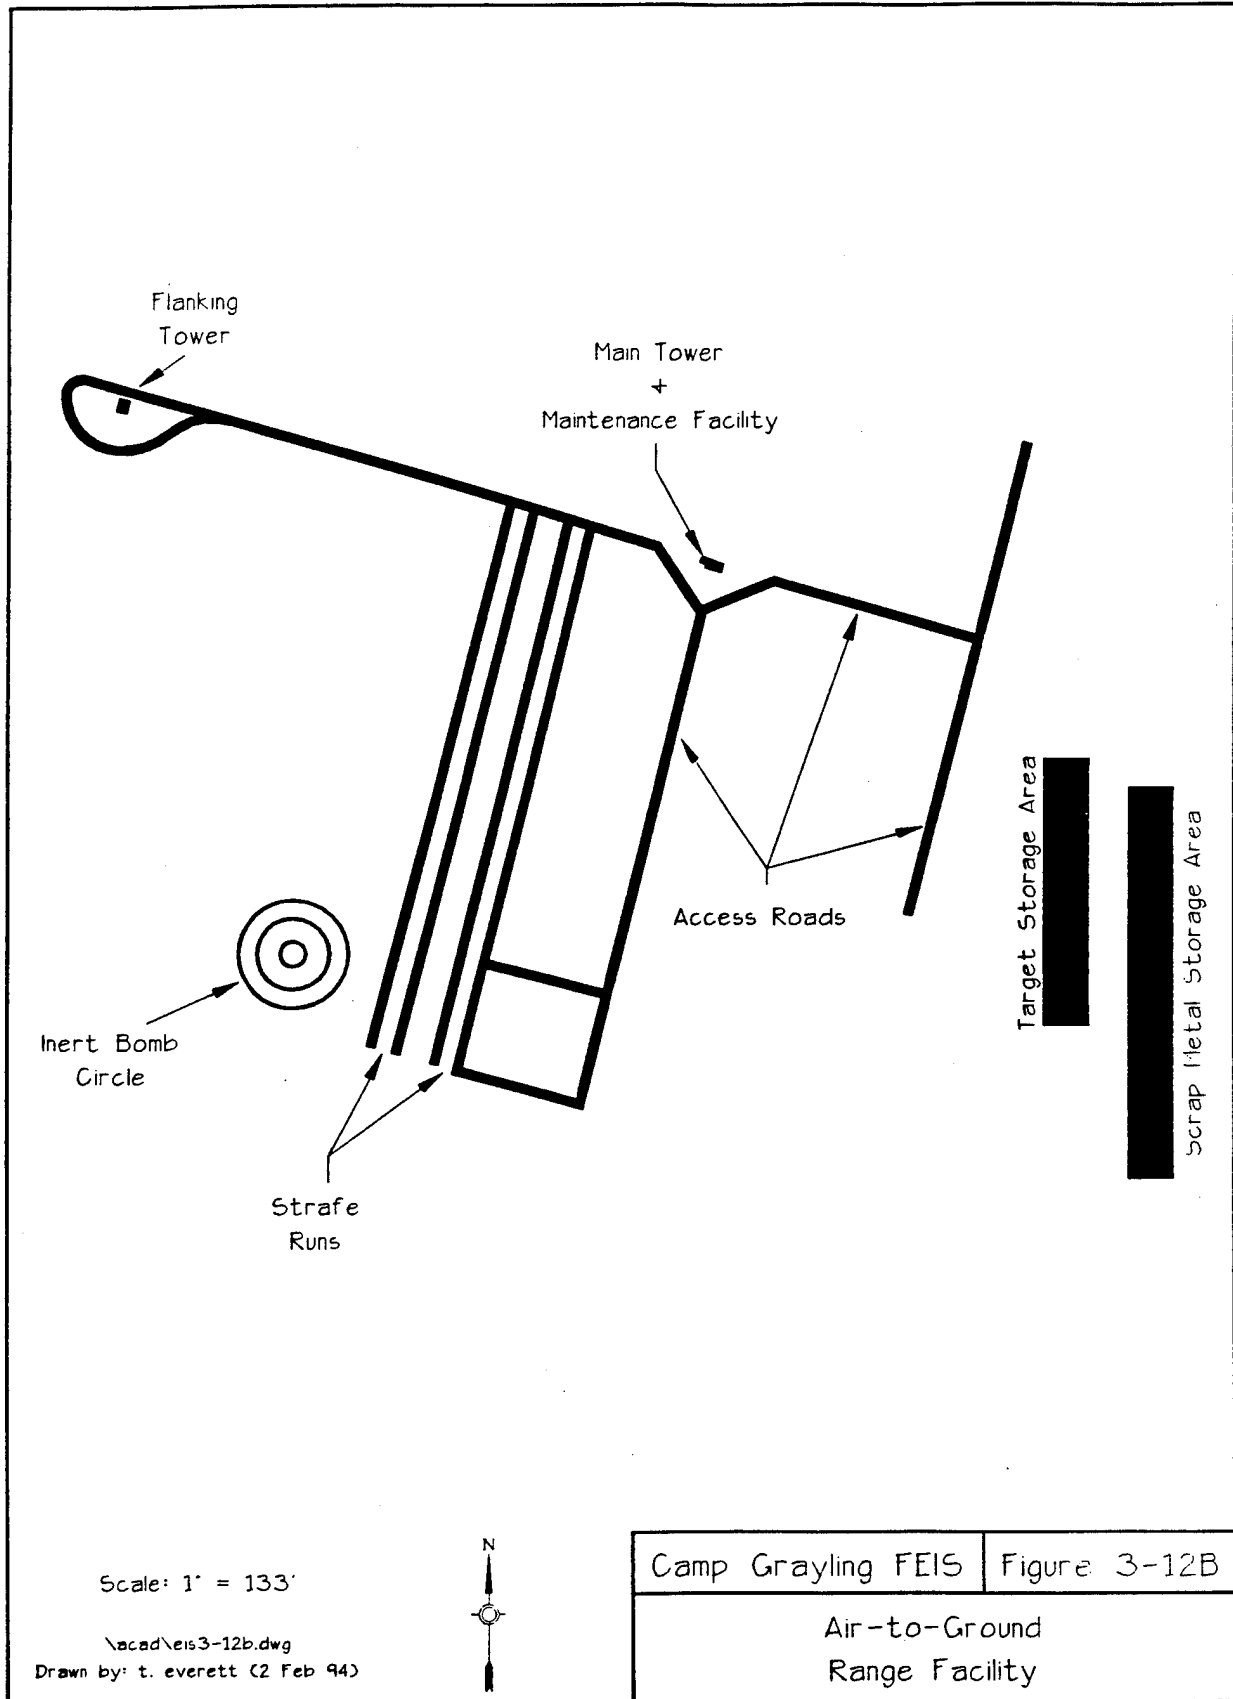 Flanking
Tower
Main Tower
+
Maintenance Facility
Target Storage Area
Scrap Metal Storage Area
Access Roads
Inert Bomb
Circle
Strafe
Runs
N
Scale: 1" = 133'
\acad\eis3-12b.dwg
Drawn by: t. everett (2 Feb 94)
Camp Grayling FEIS
Figure 3-12B
Air-to-Ground
Range Facility